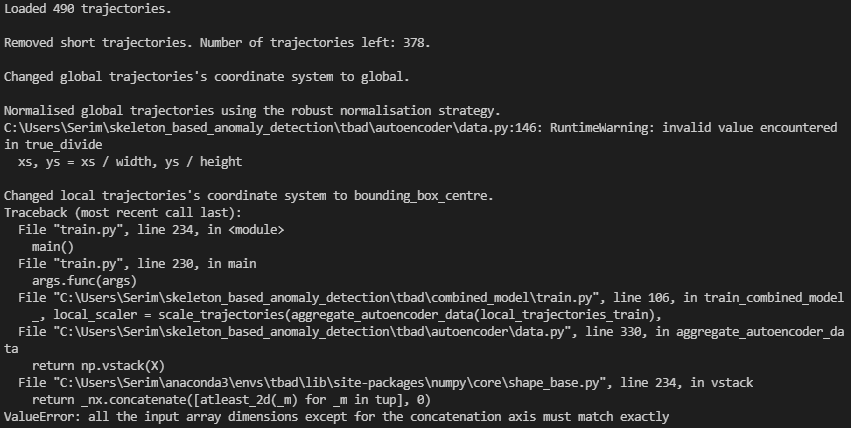 Loaded 490 trajectories.
Removed short trajectories. Number of trajectories left: 378.
Changed global trajectories's coordinate system to global.
Normalised global trajectories using the robust normalisation strategy.
C:\Users\Serim\skeleton_based_anomaly_detection\tbad\autoencoder\data.py:146: RuntimeWarning: invalid value encountered
in true_divide
  xs, ys = xs / width, ys / height
Changed local trajectories's coordinate system to bounding_box_centre.
Traceback (most recent call last):
  File "train.py", line 234, in <module>
    main()
  File "train.py", line 230, in main
    args.func(args)
  File "C:\Users\Serim\skeleton_based_anomaly_detection\tbad\combined_model\train.py", line 106, in train_combined_model
    _, local_scaler = scale_trajectories(aggregate_autoencoder_data(local_trajectories_train),
  File "C:\Users\Serim\skeleton_based_anomaly_detection\tbad\autoencoder\data.py", line 330, in aggregate_autoencoder_da
ta
    return np.vstack(X)
  File "C:\Users\Serim\anaconda3\envs\tbad\lib\site-packages\numpy\core\shape_base.py", line 234, in vstack
    return _nx.concatenate([atleast_2d(_m) for _m in tup], 0)
ValueError: all the input array dimensions except for the concatenation axis must match exactly